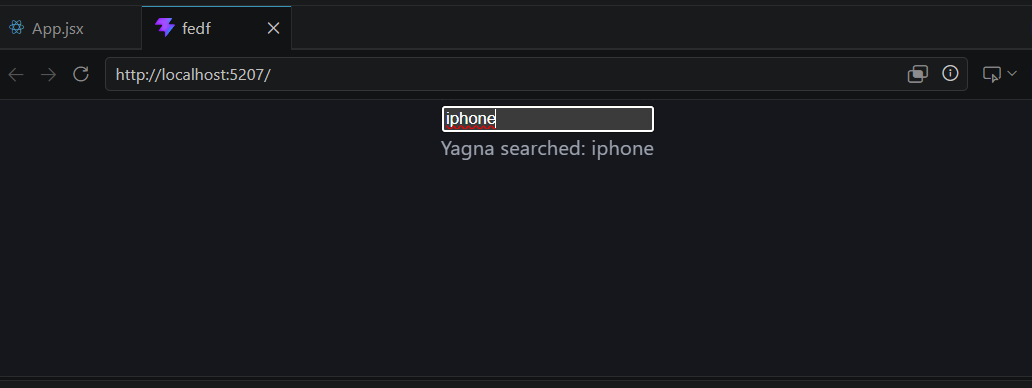 App.jsx
fedf
http://localhost:5207/
iphone
Yagna searched: iphone